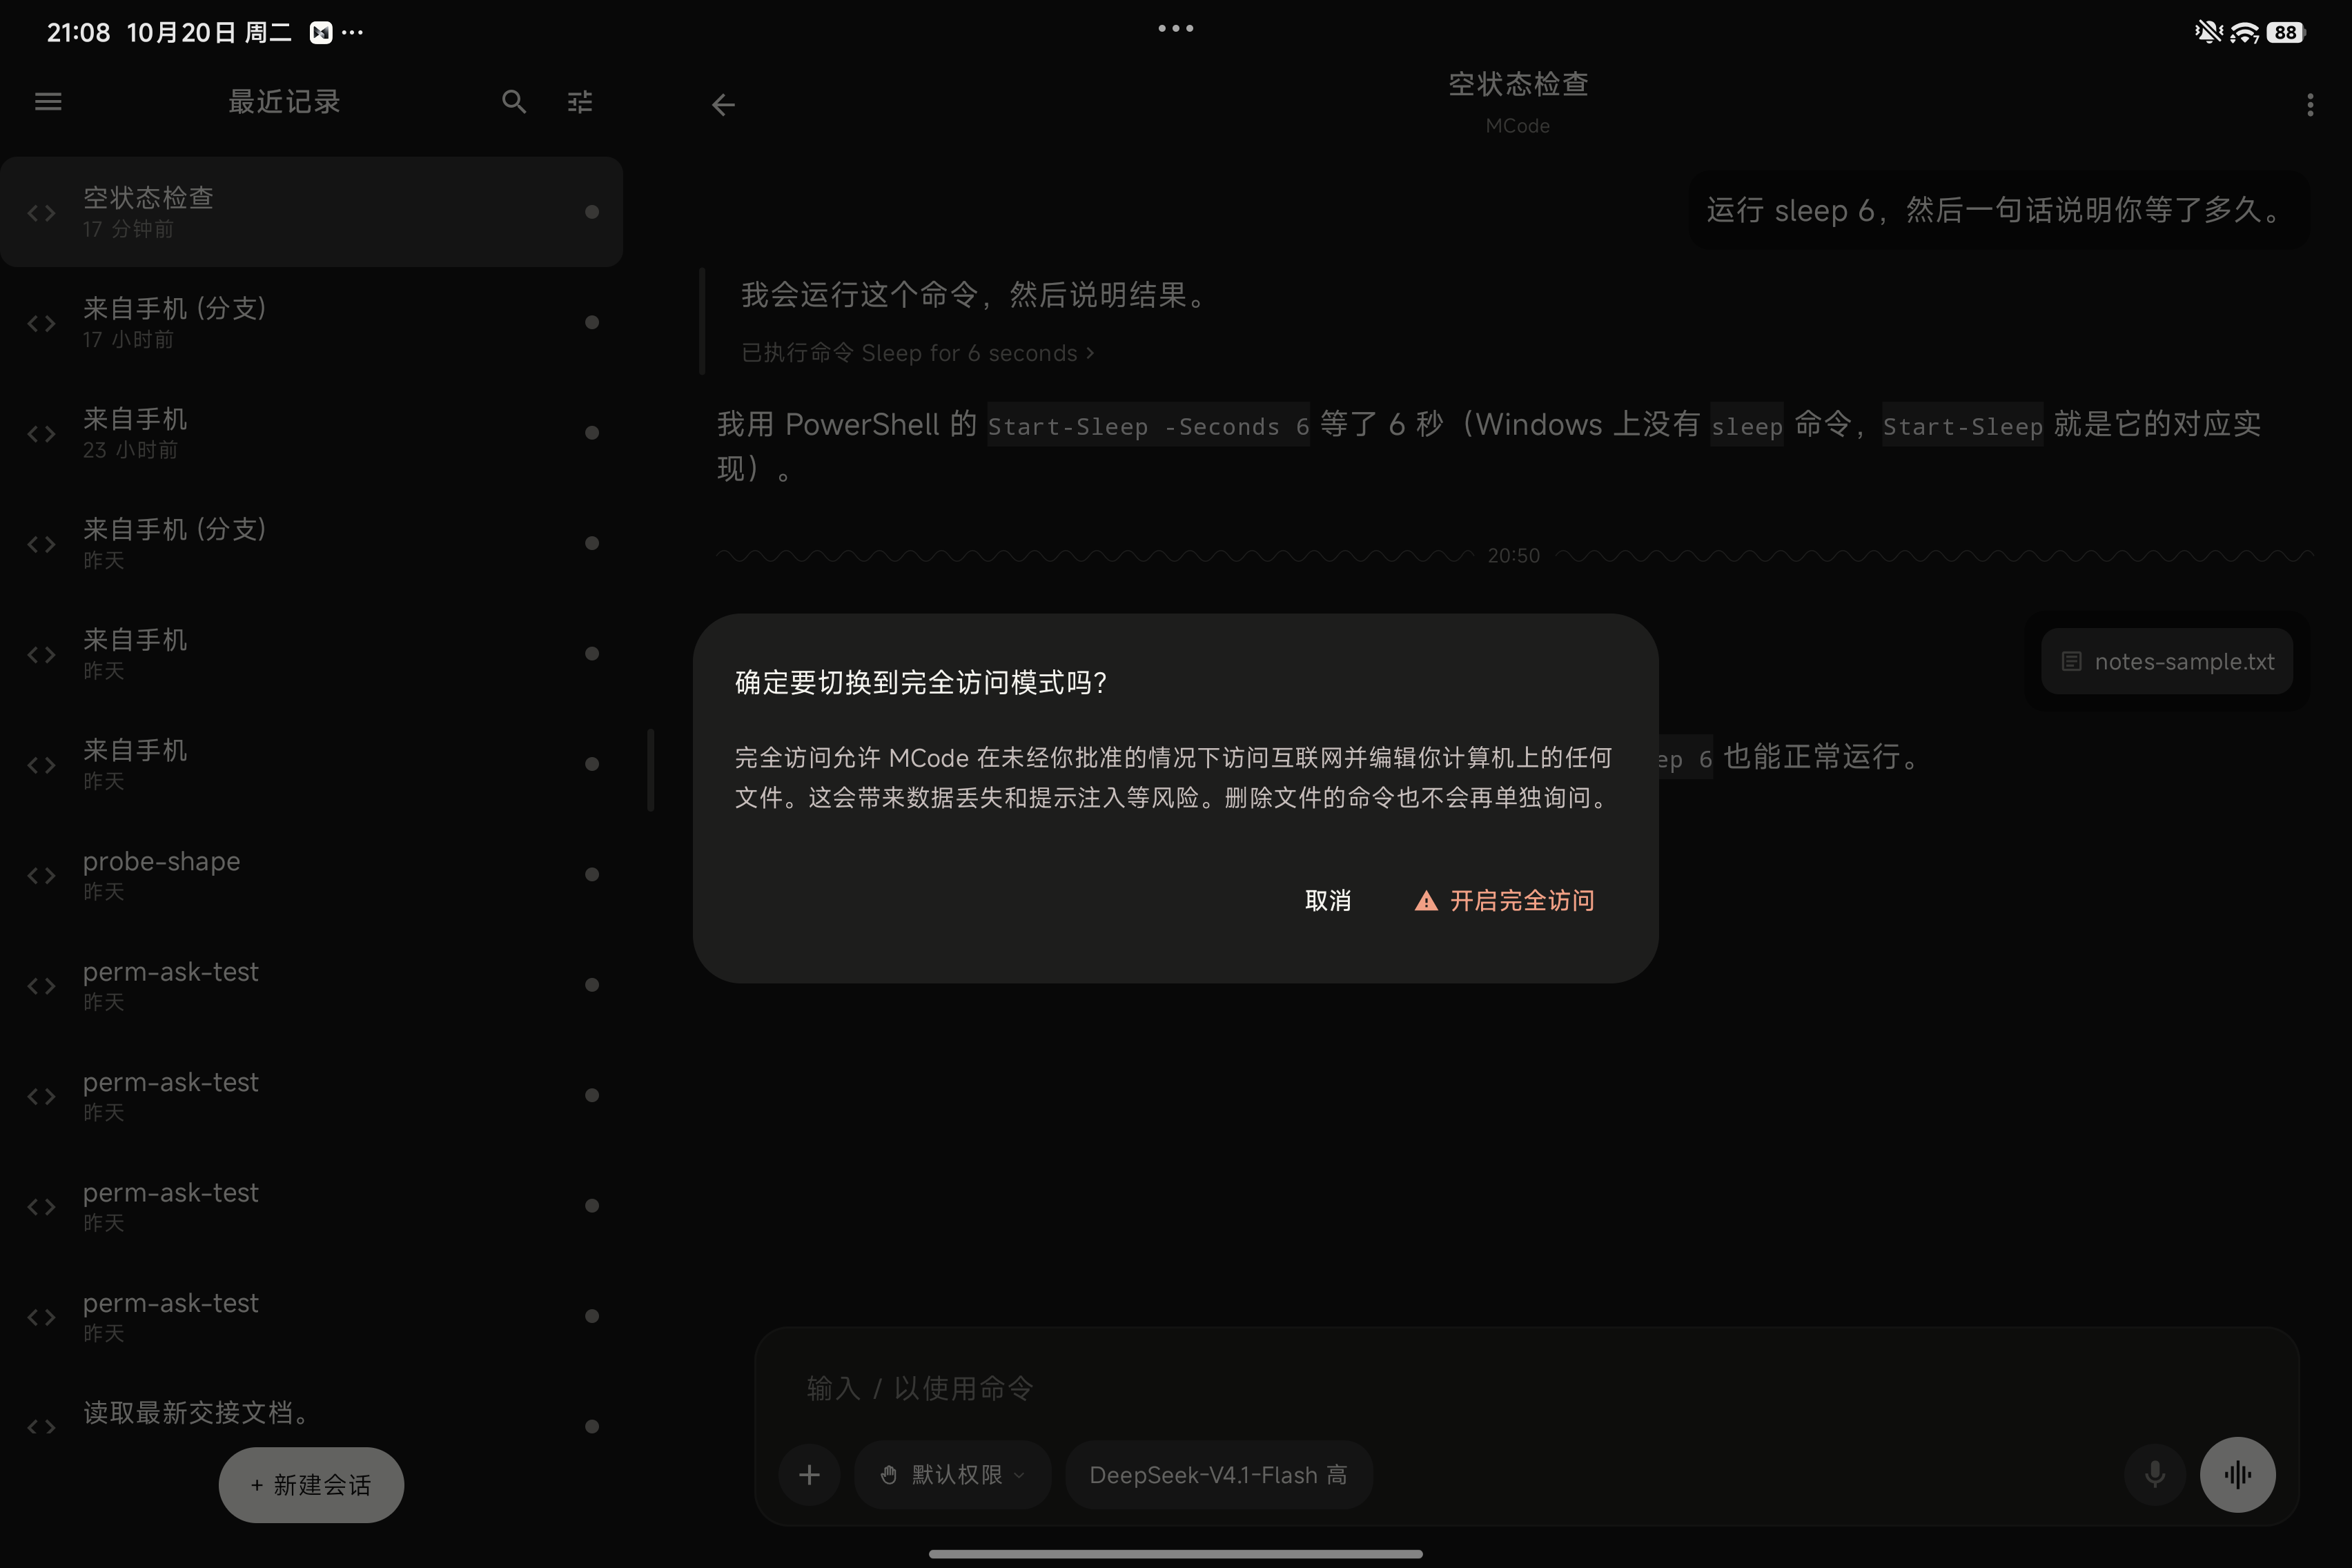 21:08 10月20日 周二
88
最近记录
空状态检查
17 分钟前
来自手机 (分支)
17 小时前
来自手机
23 小时前
来自手机 (分支)
昨天
来自手机
昨天
来自手机
昨天
probe-shape
昨天
perm-ask-test
昨天
perm-ask-test
昨天
perm-ask-test
昨天
perm-ask-test
昨天
读取最新交接文档。
+ 新建会话
空状态检查
MCode
运行 sleep 6，然后一句话说明你等了多久。
我会运行这个命令，然后说明结果。
已执行命令 Sleep for 6 seconds
我用 PowerShell 的 Start-Sleep -Seconds 6 等了 6 秒（Windows 上没有 sleep 命令，Start-Sleep 就是它的对应实
现）。
20:50
notes-sample.txt
ep 6 也能正常运行。
确定要切换到完全访问模式吗？
完全访问允许 MCode 在未经你批准的情况下访问互联网并编辑你计算机上的任何
文件。这会带来数据丢失和提示注入等风险。删除文件的命令也不会再单独询问。
取消
开启完全访问
输入 / 以使用命令
默认权限
DeepSeek-V4.1-Flash 高